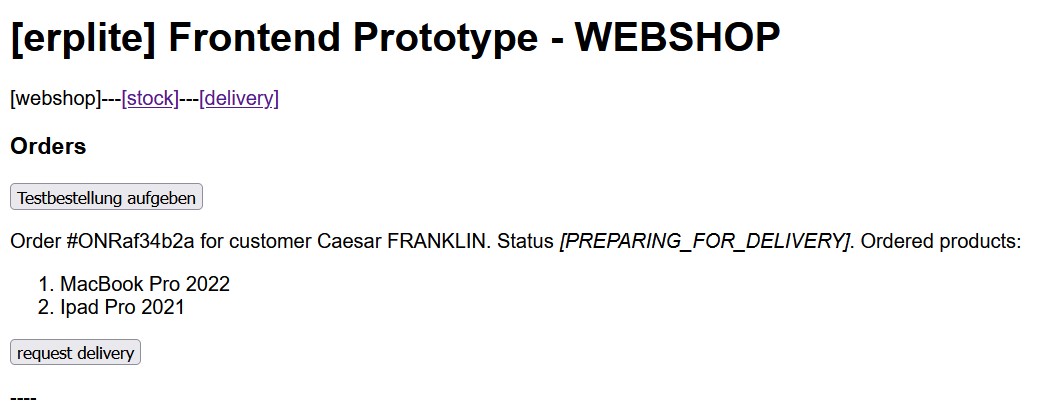 [erplite] Frontend Prototype - WEBSHOP
[webshop]---[stock]---[delivery]
Orders
Testbestellung aufgeben
Order #ONRaf34b2a for customer Caesar FRANKLIN. Status [PREPARING_FOR_DELIVERY]. Ordered products:
1. MacBook Pro 2022
2. Ipad Pro 2021
request delivery
----